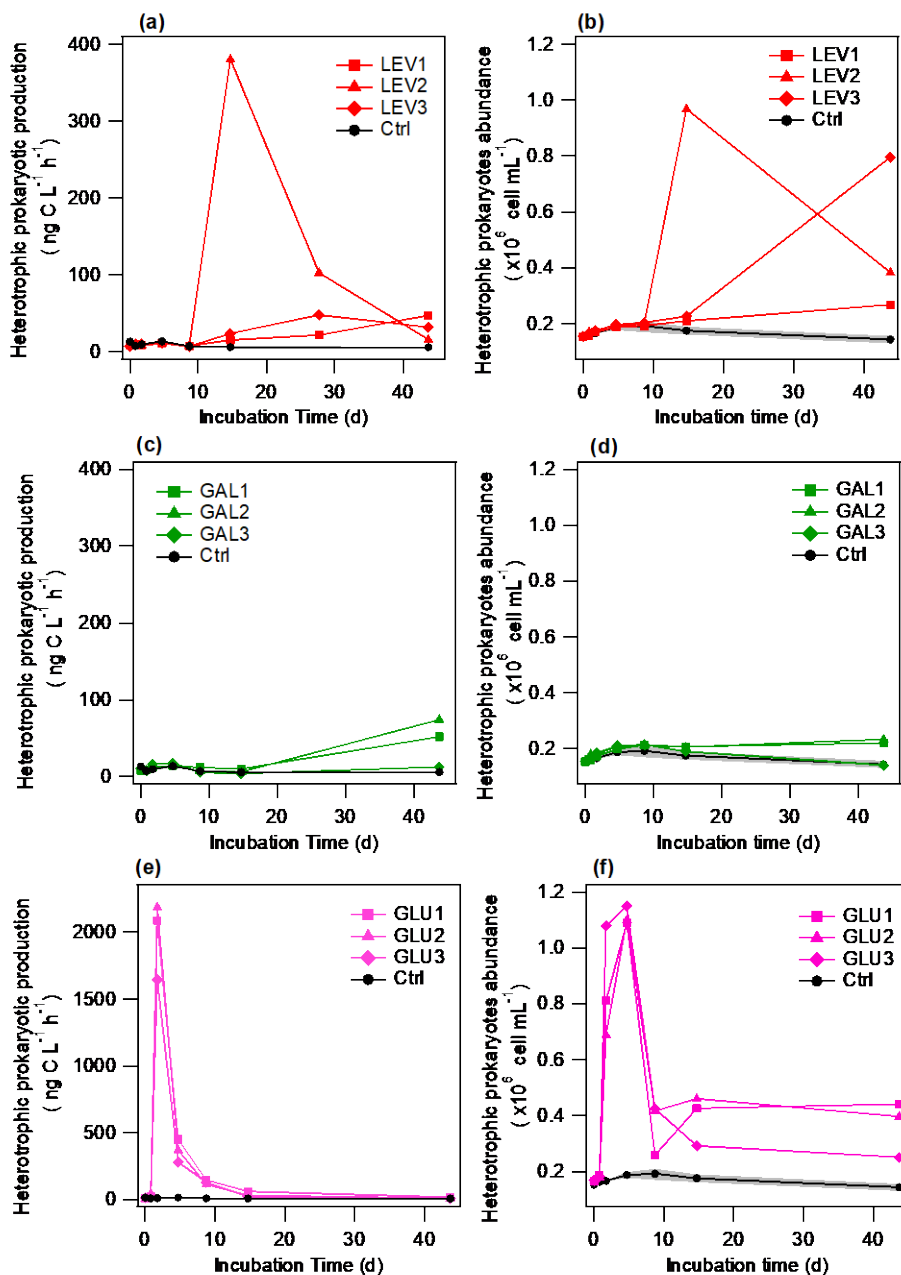 (a)
Heterotrophic prokaryotic production
( ng C L⁻¹ h⁻¹ )
400
300
200
100
0
LEV1
LEV2
LEV3
Ctrl
0 10 20 30 40
Incubation Time (d)
(b)
Heterotrophic prokaryotes abundance
( x10⁶ cell mL⁻¹)
1.2
1.0
0.8
0.6
0.4
0.2
LEV1
LEV2
LEV3
Ctrl
0 10 20 30 40
Incubation time (d)
(c)
Heterotrophic prokaryotic production
( ng C L⁻¹ h⁻¹ )
400
300
200
100
0
GAL1
GAL2
GAL3
Ctrl
0 10 20 30 40
Incubation Time (d)
(d)
Heterotrophic prokaryotes abundance
( x10⁶ cell mL⁻¹)
1.2
1.0
0.8
0.6
0.4
0.2
GAL1
GAL2
GAL3
Ctrl
0 10 20 30 40
Incubation time (d)
(e)
Heterotrophic prokaryotic production
( ng C L⁻¹ h⁻¹ )
2000
1500
1000
500
0
GLU1
GLU2
GLU3
Ctrl
0 10 20 30 40
Incubation Time (d)
(f)
Heterotrophic prokaryotes abundance
( x10⁶ cell mL⁻¹)
1.2
1.0
0.8
0.6
0.4
0.2
GLU1
GLU2
GLU3
Ctrl
0 10 20 30 40
Incubation time (d)